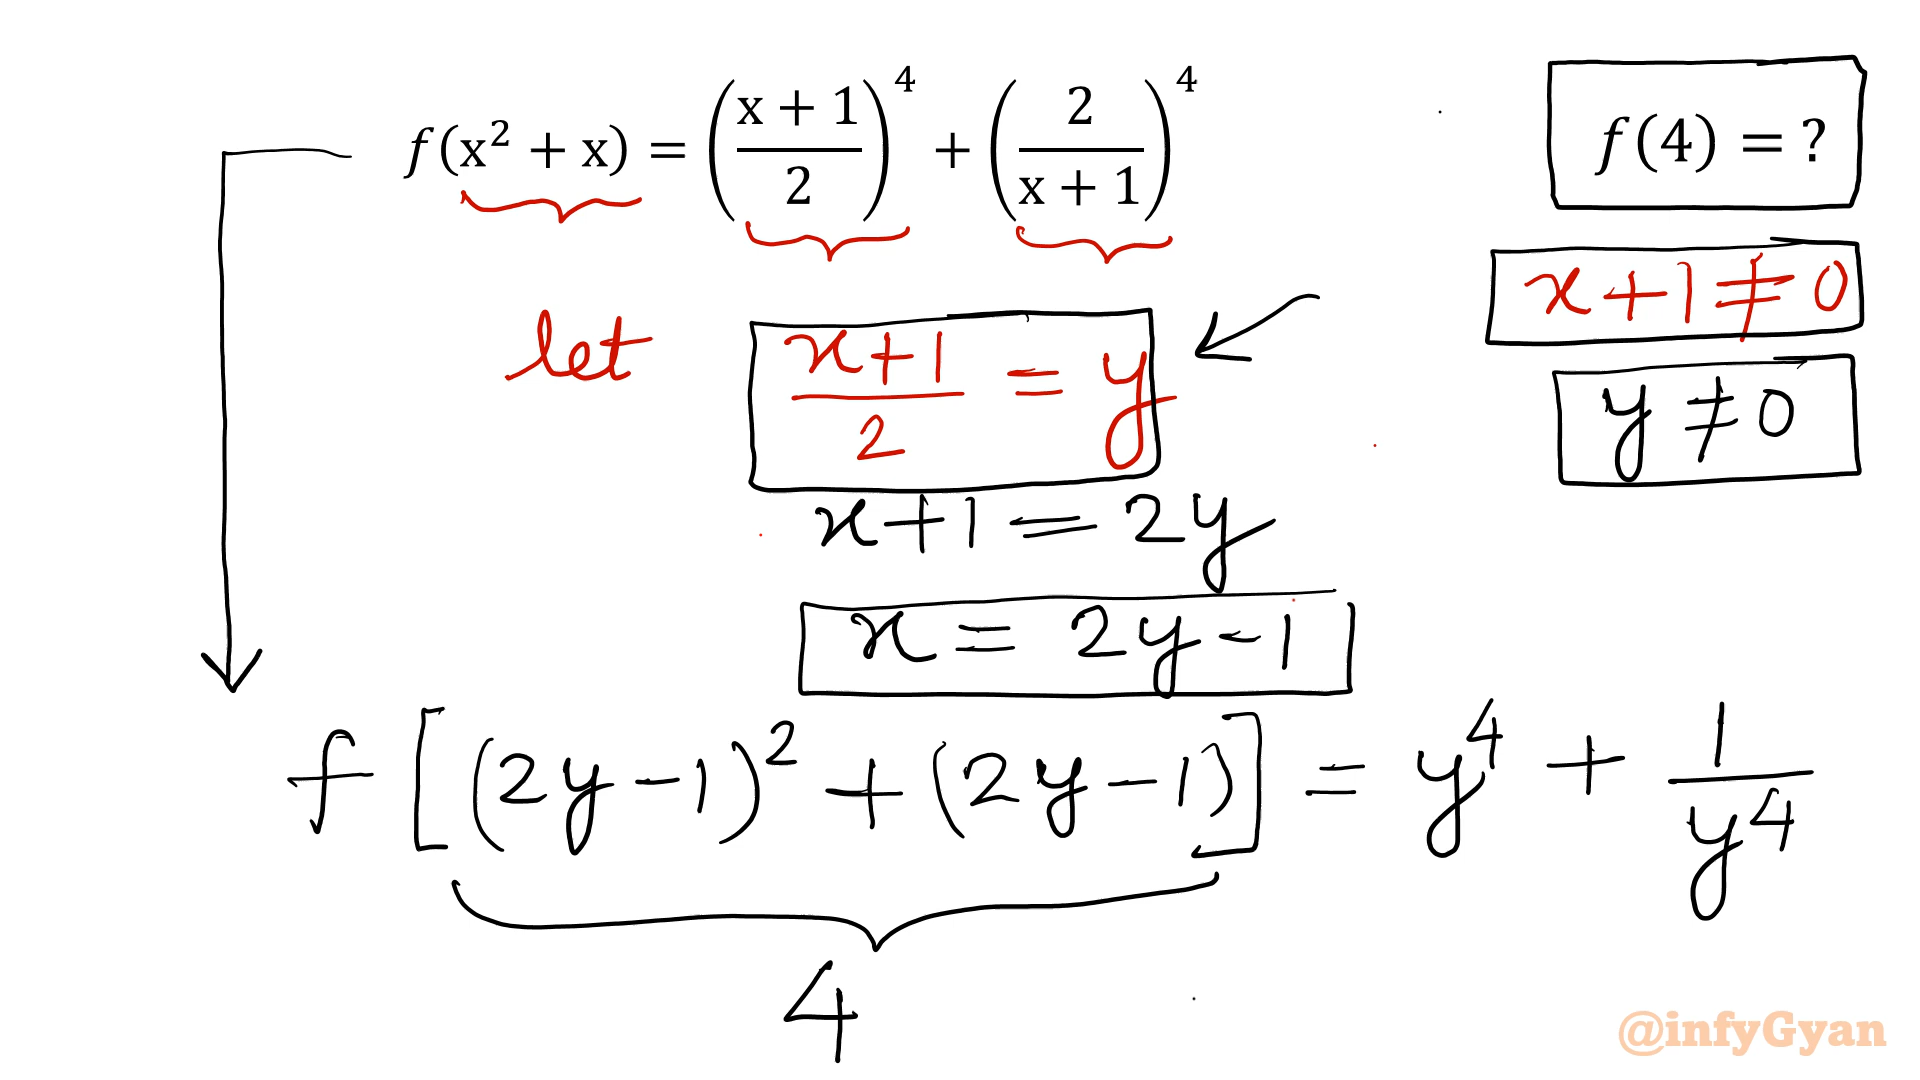 f(x² + x) = ((x + 1)/2)⁴ + (2/(x + 1))⁴
f(4) = ?
x+1 ≠ 0
let (x+1)/2 = y
y ≠ 0
x+1 = 2y
x = 2y-1
f[(2y-1)² + (2y-1)] = y⁴ + 1/y⁴
4
@infyGyan